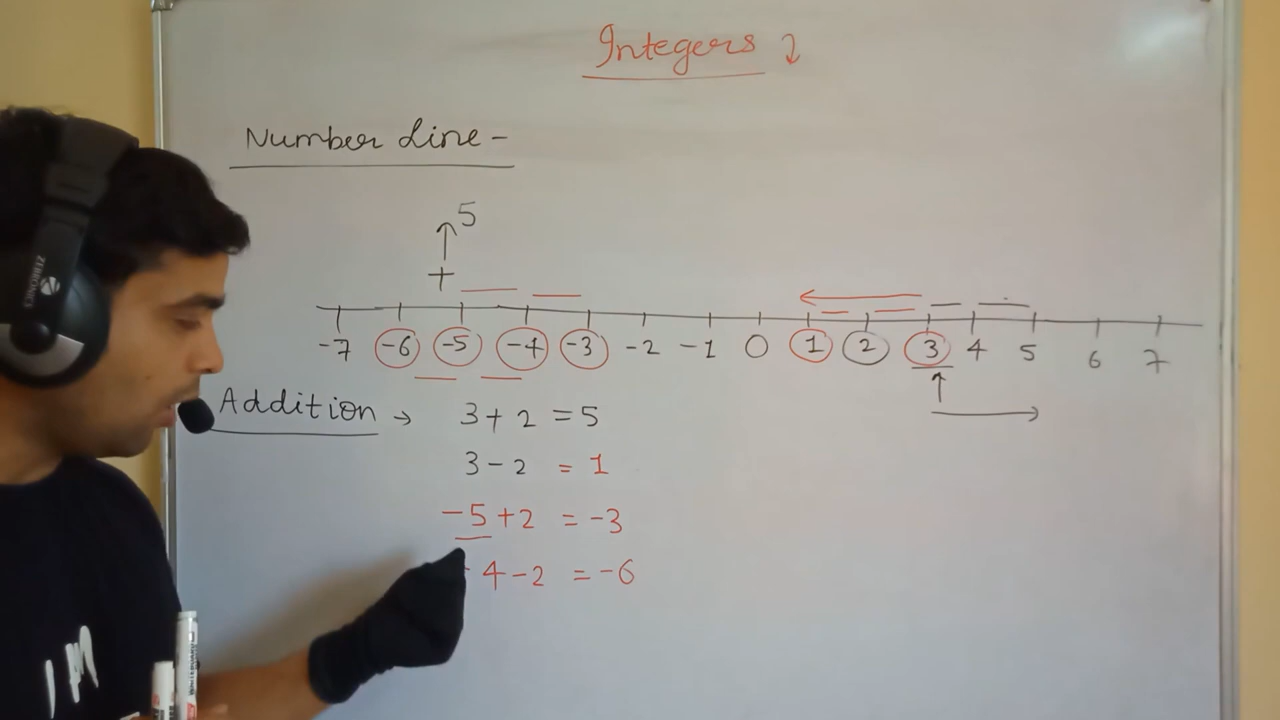 Integers
Number Line -
5
+
-7 -6 -5 -4 -3 -2 -1 0 1 2 3 4 5 6 7
Addition → 3 + 2 = 5
3 - 2 = 1
-5 + 2 = -3
-4 - 2 = -6
ZEBRONICS
I'M